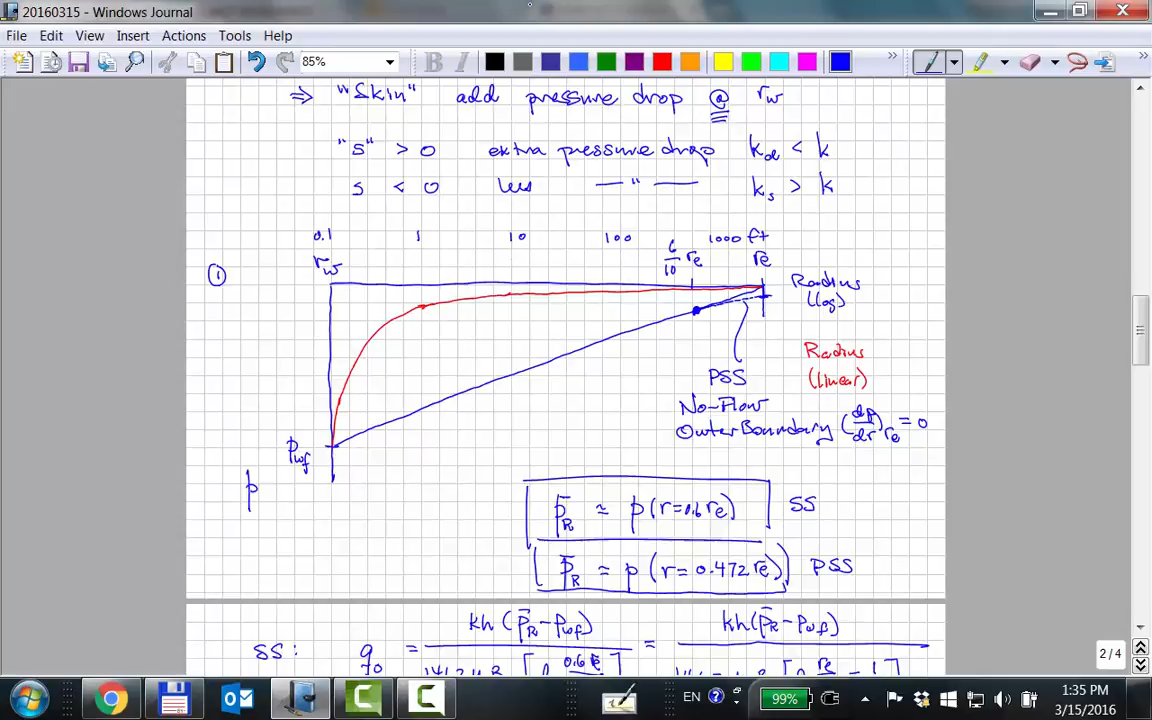 20160315 - Windows Journal
File Edit View Insert Actions Tools Help
85%
⇒ "Skin" add pressure drop @ rw
"s" > 0 extra pressure drop kd < k
s < 0 less —"— ks > k
0.1 1 10 100 6/10 re 1000 ft
① rw re
Radius
(log)
Radius
(linear)
PSS
No-Flow
Outer Boundary (dp/dr)re = 0
pwf
p
p̄R ≃ p(r=0.6re) SS
p̄R ≃ p(r=0.472re) PSS
SS: qo = kh(p̄R-pwf) = kh(p̄R-pwf)
2 / 4
EN
99%
1:35 PM
3/15/2016